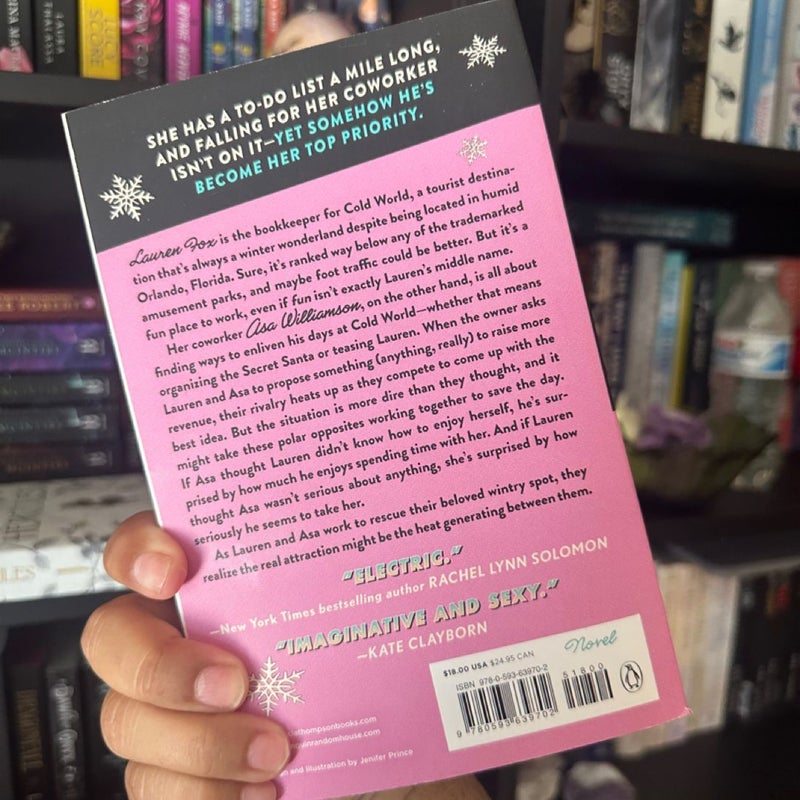 SHE HAS A TO-DO LIST A MILE LONG,
AND FALLING FOR HER COWORKER
ISN'T ON IT—YET SOMEHOW HE'S
BECOME HER TOP PRIORITY.
Lauren Fox is the bookkeeper for Cold World, a tourist destina-
tion that's always a winter wonderland despite being located in humid
Orlando, Florida. Sure, it's ranked way below any of the trademarked
amusement parks, and maybe foot traffic could be better. But it's a
fun place to work, even if fun isn't exactly Lauren's middle name.
Her coworker Asa Williamson, on the other hand, is all about
finding ways to enliven his days at Cold World—whether that means
organizing the Secret Santa or teasing Lauren. When the owner asks
Lauren and Asa to propose something (anything, really) to raise more
revenue, their rivalry heats up as they compete to come up with the
best idea. But the situation is more dire than they thought, and it
might take these polar opposites working together to save the day.
If Asa thought Lauren didn't know how to enjoy herself, he's sur-
prised by how much he enjoys spending time with her. And if Lauren
thought Asa wasn't serious about anything, she's surprised by how
seriously he seems to take her.
As Lauren and Asa work to rescue their beloved wintry spot, they
realize the real attraction might be the heat generating between them.
"ELECTRIC."
—New York Times bestselling author RACHEL LYNN SOLOMON
"IMAGINATIVE AND SEXY."
—KATE CLAYBORN
Novel
$18.00 USA $24.95 CAN
ISBN 978-0-593-63970-2
51800
9 780593 639702
thompsonbooks.com
nguinrandomhouse.com
and illustration by Jenifer Prince
LUCY
SCORE